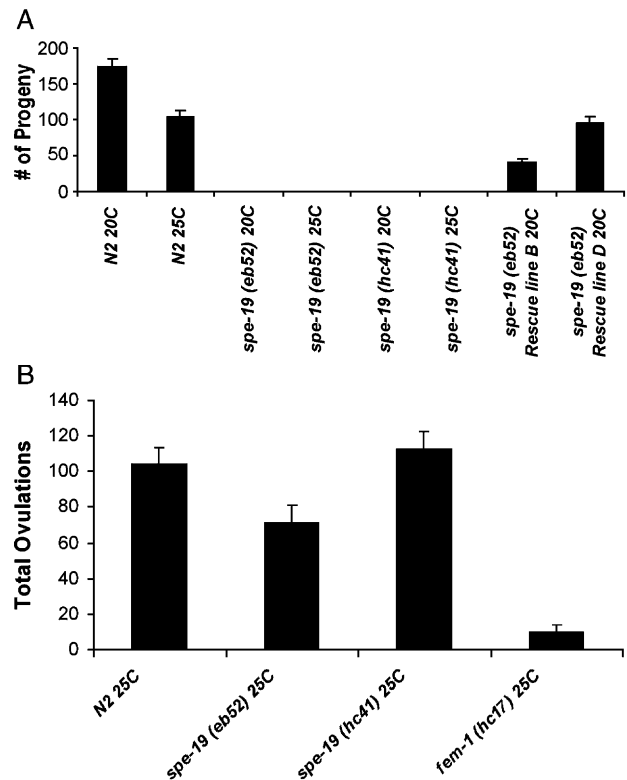 A
# of Progeny
200
150
100
50
0
N2 20C
N2 25C
spe-19 (eb52) 20C
spe-19 (eb52) 25C
spe-19 (hc41) 20C
spe-19 (hc41) 25C
spe-19 (eb52)
Rescue line B 20C
spe-19 (eb52)
Rescue line D 20C
B
Total Ovulations
140
120
100
80
60
40
20
0
N2 25C
spe-19 (eb52) 25C
spe-19 (hc41) 25C
fem-1 (hc17) 25C